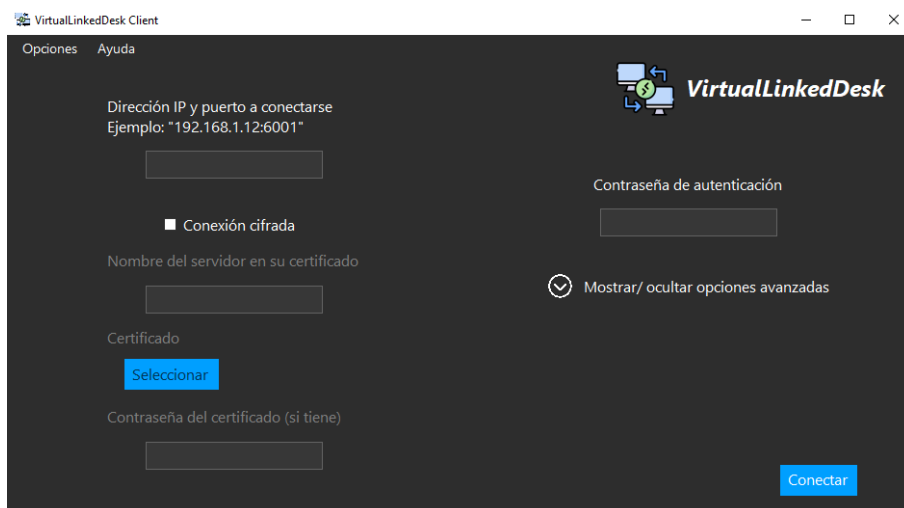 VirtualLinkedDesk Client
Opciones Ayuda
VirtualLinkedDesk
Dirección IP y puerto a conectarse
Ejemplo: "192.168.1.12:6001"
Contraseña de autenticación
Conexión cifrada
Nombre del servidor en su certificado
Mostrar/ ocultar opciones avanzadas
Certificado
Seleccionar
Contraseña del certificado (si tiene)
Conectar